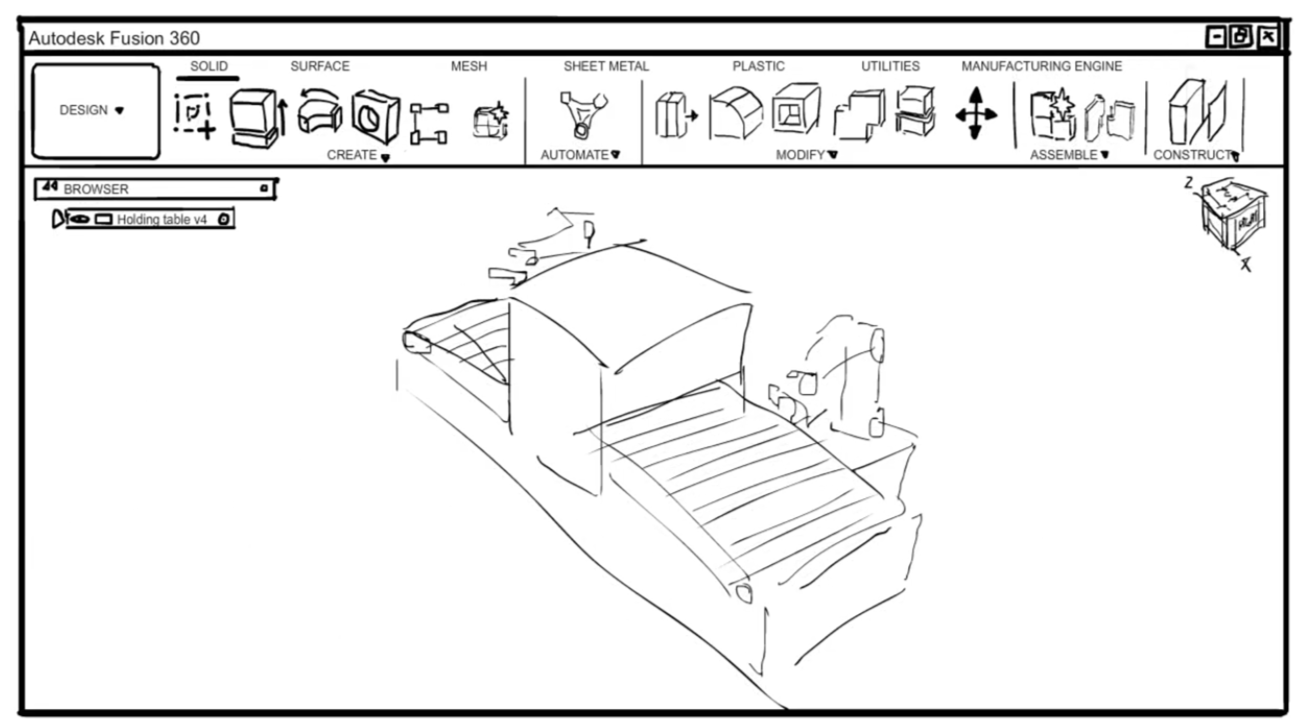 Autodesk Fusion 360
SOLID SURFACE MESH SHEET METAL PLASTIC UTILITIES MANUFACTURING ENGINE
DESIGN
CREATE AUTOMATE MODIFY ASSEMBLE CONSTRUCT
BROWSER
Holding table v4
Z
X